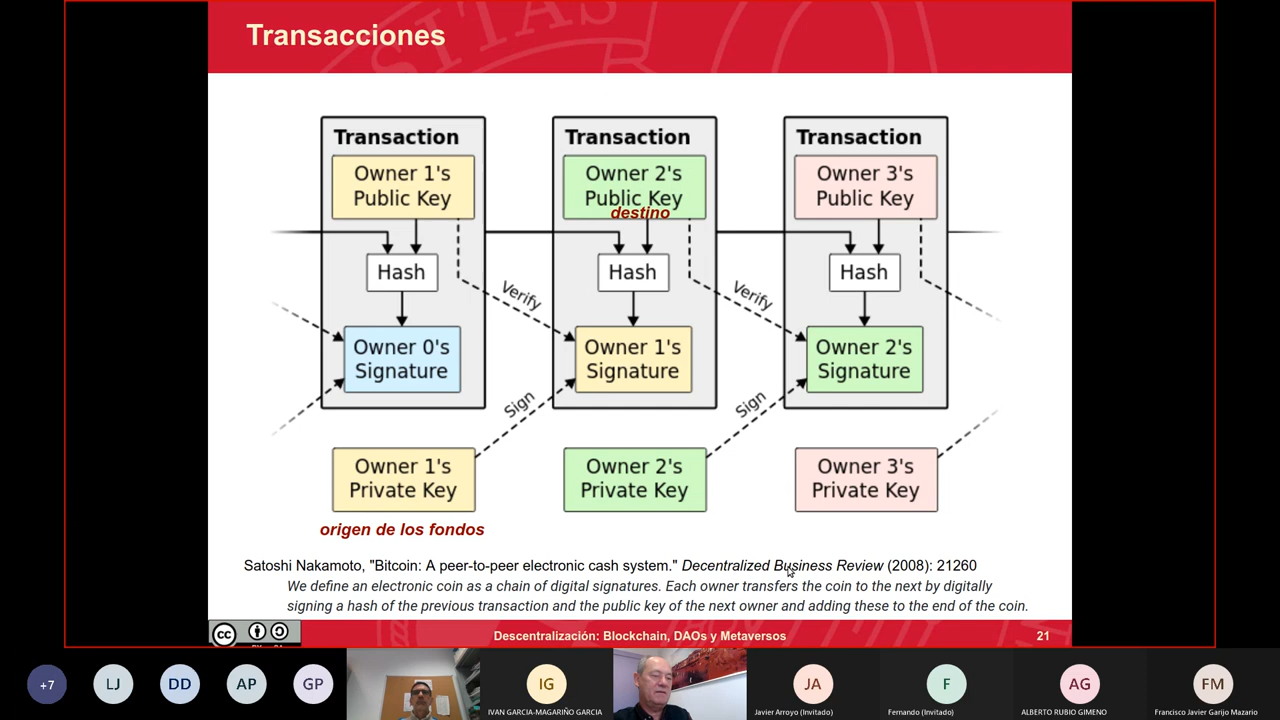 Transacciones
Transaction
Owner 1's
Public Key
Hash
Owner 0's
Signature
Transaction
Owner 2's
Public Key
destino
Hash
Owner 1's
Signature
Transaction
Owner 3's
Public Key
Hash
Owner 2's
Signature
Verify
Verify
Sign
Sign
Owner 1's
Private Key
Owner 2's
Private Key
Owner 3's
Private Key
origen de los fondos
Satoshi Nakamoto, "Bitcoin: A peer-to-peer electronic cash system." Decentralized Business Review (2008): 21260
We define an electronic coin as a chain of digital signatures. Each owner transfers the coin to the next by digitally
signing a hash of the previous transaction and the public key of the next owner and adding these to the end of the coin.
cc
Descentralización: Blockchain, DAOs y Metaversos
21
+7
LJ
DD
AP
GP
IG
IVAN GARCIA-MAGARIÑO GARCIA
JA
Javier Arroyo (Invitado)
F
Fernando (Invitado)
AG
ALBERTO RUBIO GIMENO
FM
Francisco Javier Garijo Mazario